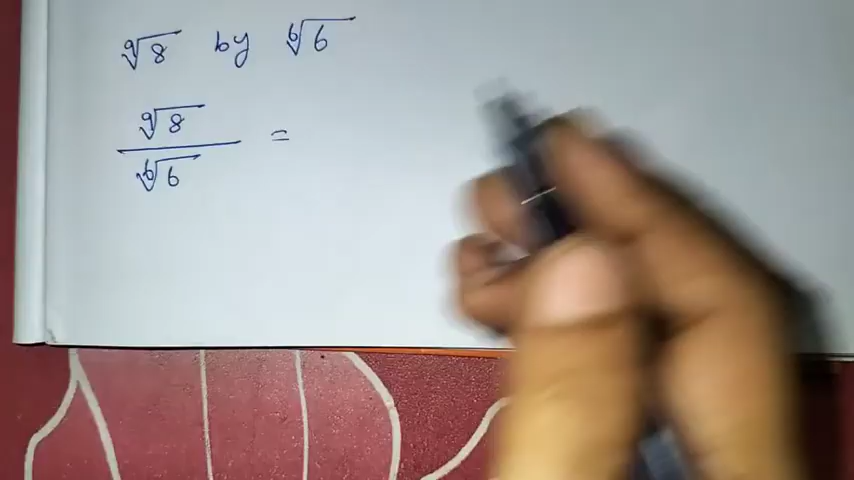 ⁹√8 by ⁶√6
⁹√8
/ ⁶√6 =